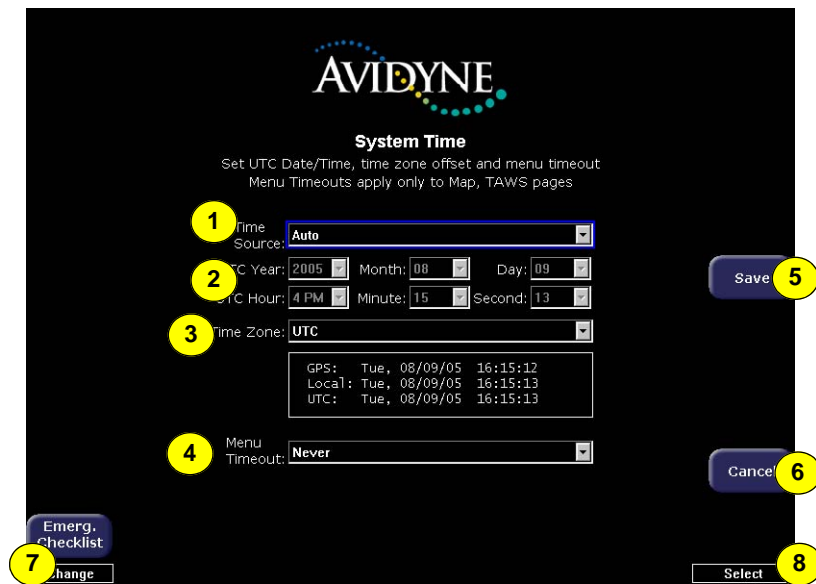 AVIDYNE
System Time
Set UTC Date/Time, time zone offset and menu timeout
Menu Timeouts apply only to Map, TAWS pages
1
Time
Source: Auto
2
TC Year: 2005 Month: 08 Day: 09
TC Hour: 4 PM Minute: 15 Second: 13
Save 5
3 Time Zone: UTC
GPS: Tue, 08/09/05 16:15:12
Local: Tue, 08/09/05 16:15:13
UTC: Tue, 08/09/05 16:15:13
4
Menu
Timeout: Never
Cancel 6
Emerg.
Checklist
7 hange
Select 8